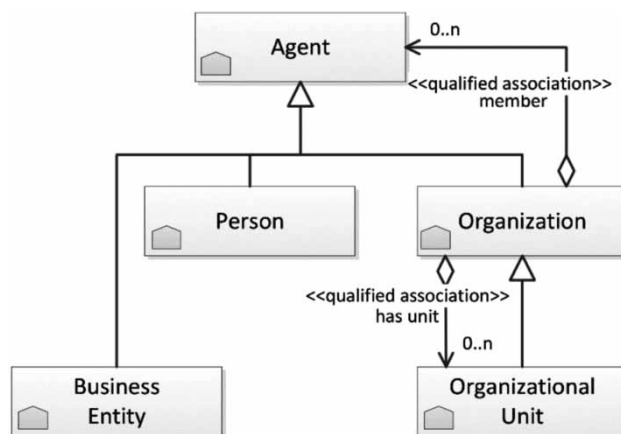 Agent
0..n
<<qualified association>>
member
Person
Organization
<<qualified association>>
has unit
0..n
Business
Entity
Organizational
Unit